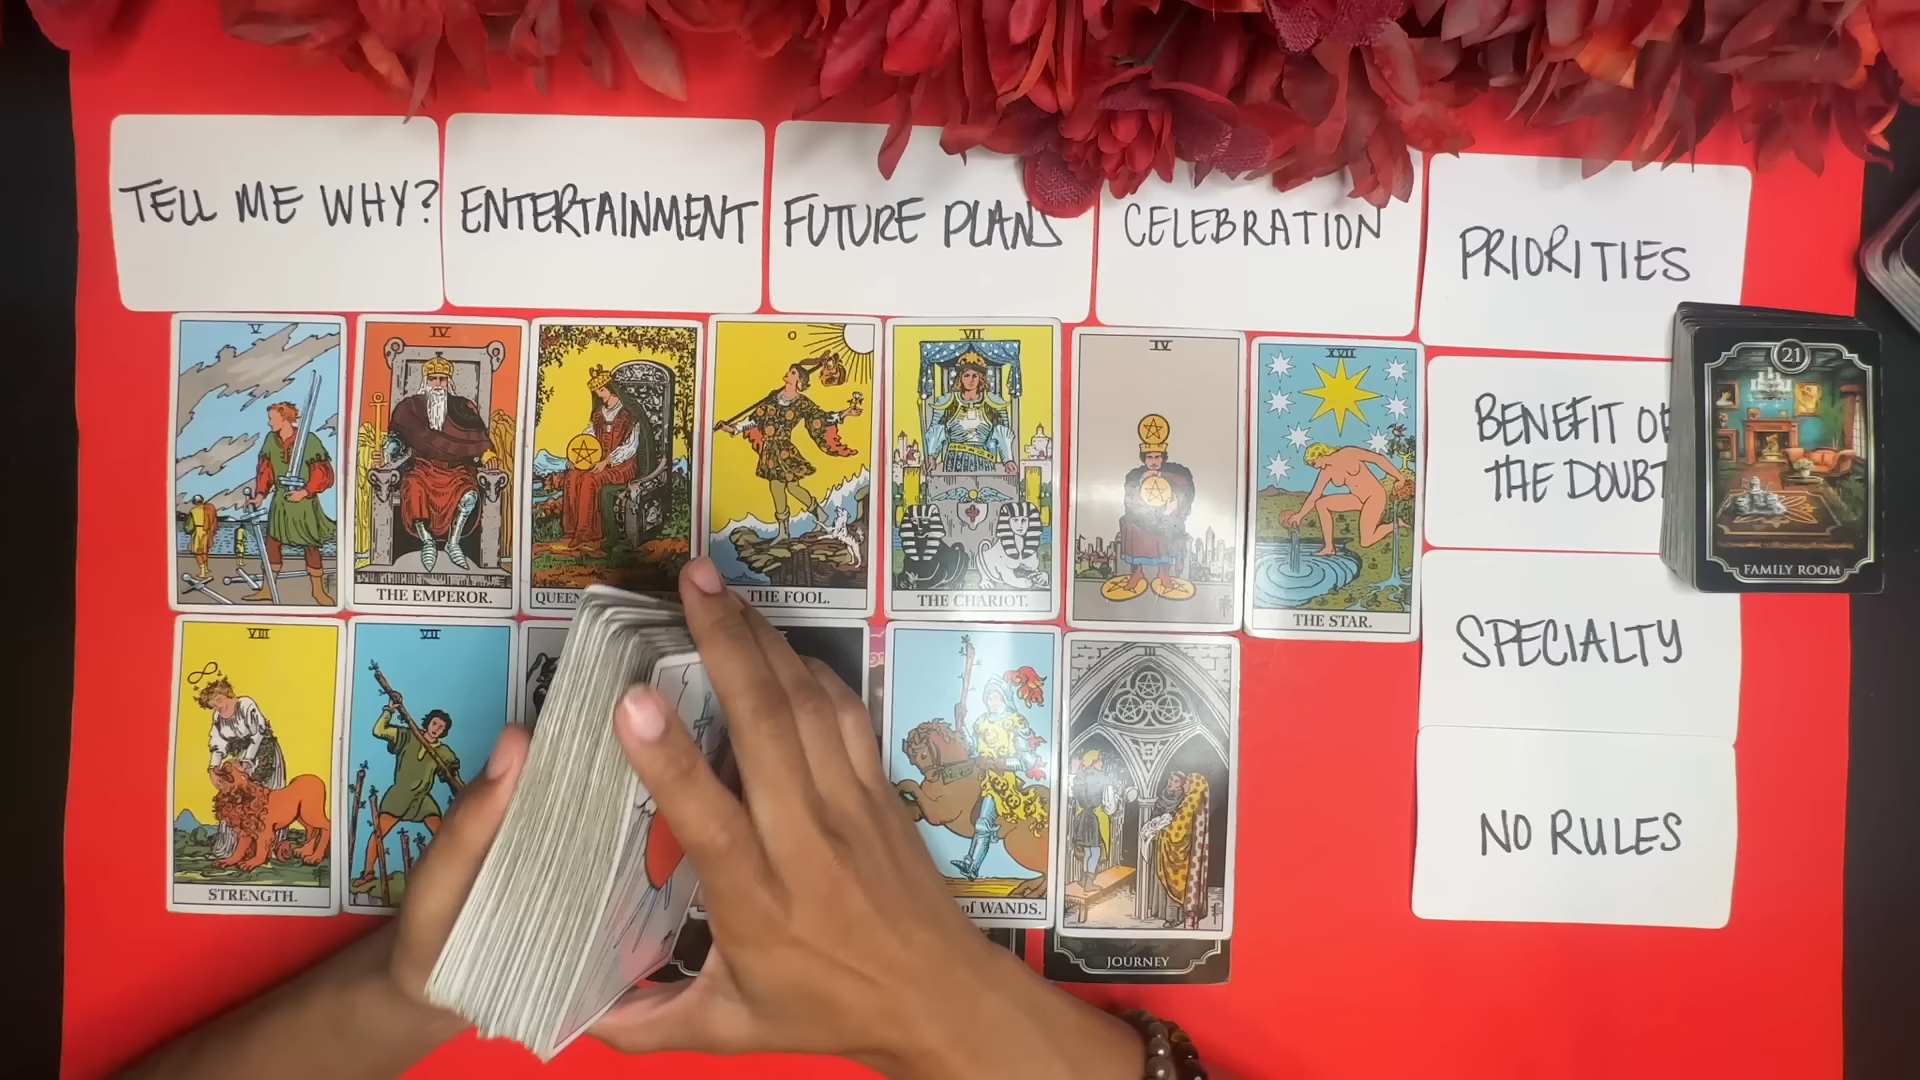 TELL ME WHY?
ENTERTAINMENT
FUTURE PLANS
CELEBRATION
PRIORITIES
BENEFIT OF
THE DOUBT
SPECIALTY
NO RULES
21
FAMILY ROOM
V
IV
THE EMPEROR.
QUEEN
0
THE FOOL.
VII
THE CHARIOT.
IV
XVII
THE STAR.
VIII
STRENGTH.
VII
of WANDS.
III
JOURNEY